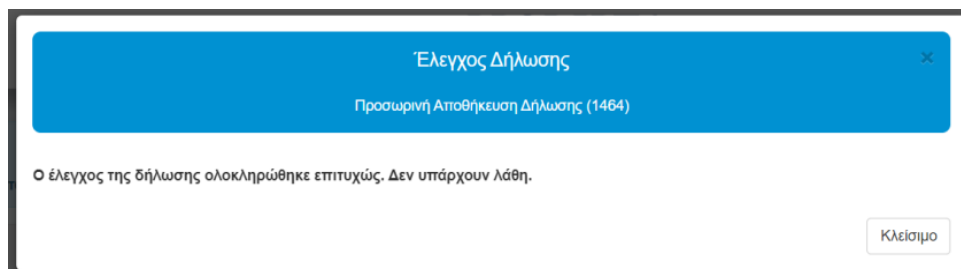 Έλεγχος Δήλωσης
×
Προσωρινή Αποθήκευση Δήλωσης (1464)
Ο έλεγχος της δήλωσης ολοκληρώθηκε επιτυχώς. Δεν υπάρχουν λάθη.
Κλείσιμο